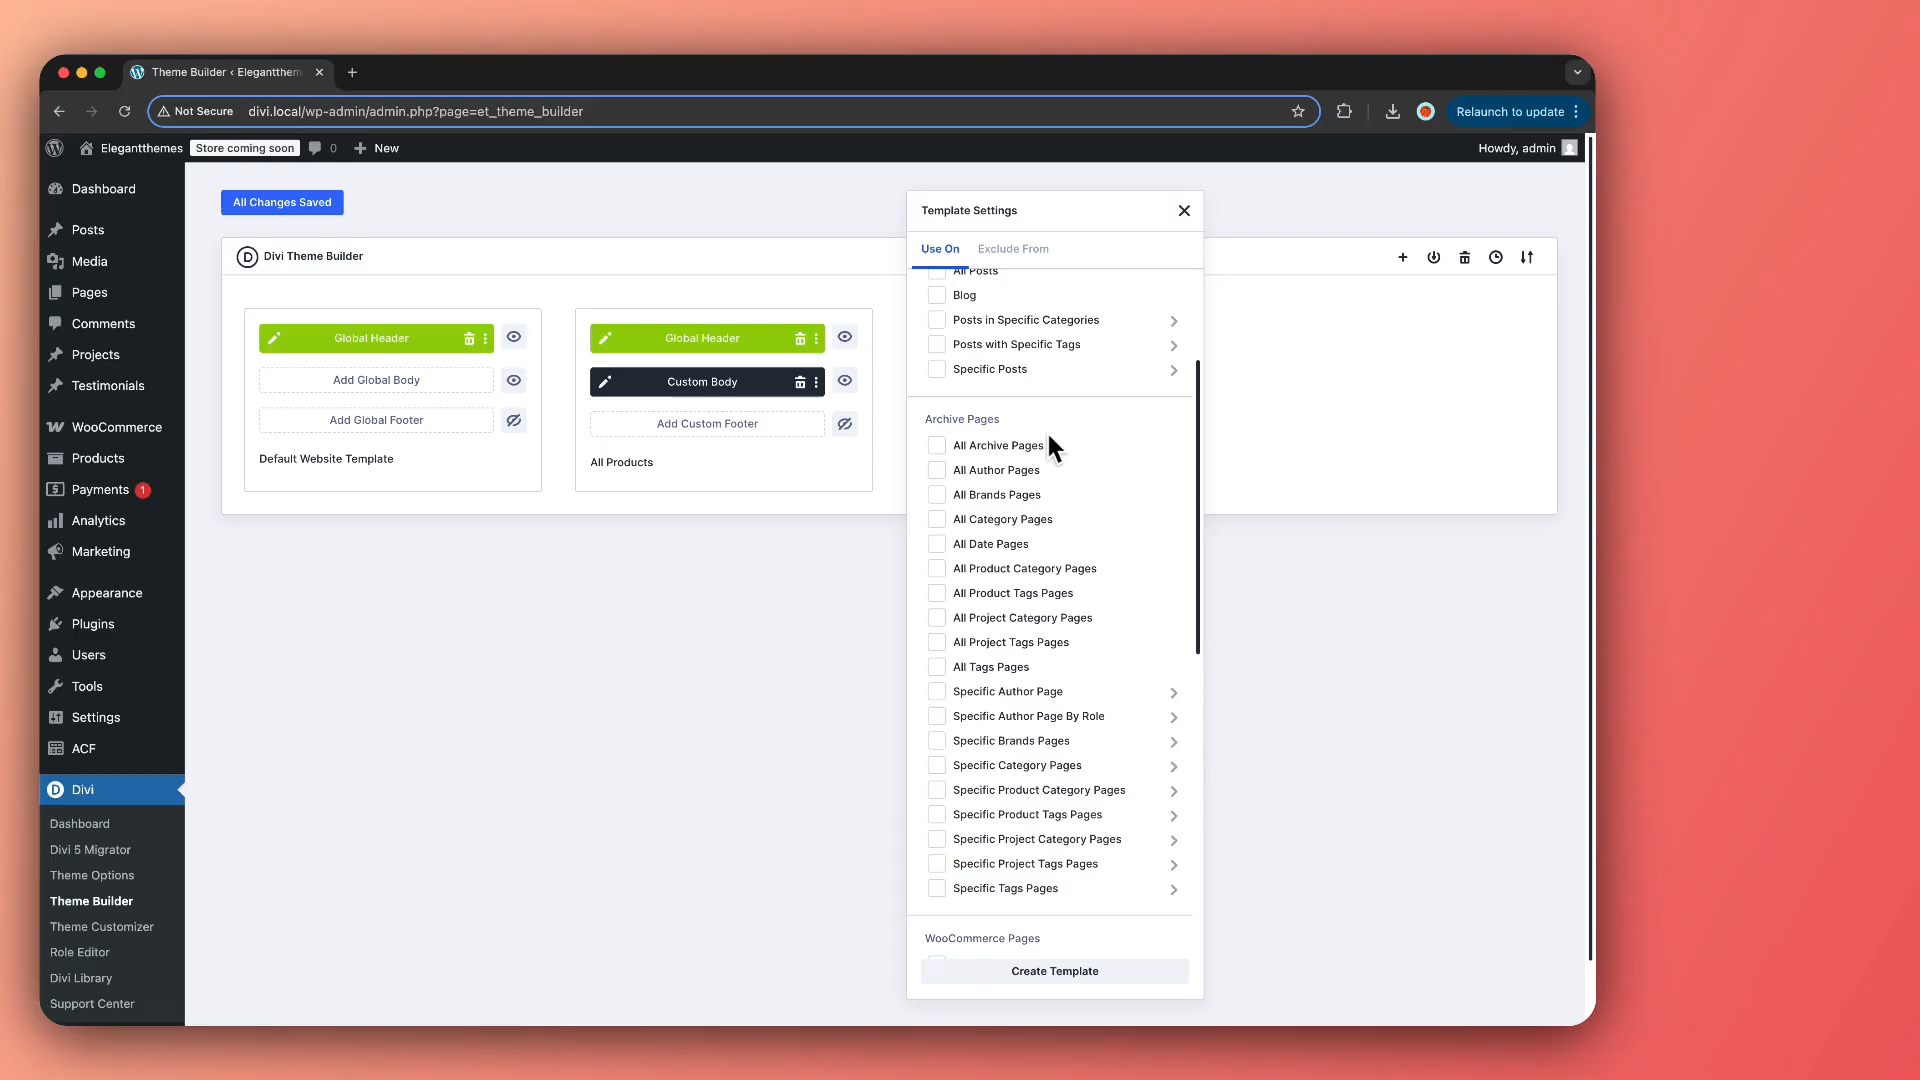 Theme Builder ‹ Elegantthem
Not Secure
divi.local/wp-admin/admin.php?page=et_theme_builder
Relaunch to update
Elegantthemes
Store coming soon
0
New
Howdy, admin
Dashboard
Posts
Media
Pages
Comments
Projects
Testimonials
WooCommerce
Products
Payments 1
Analytics
Marketing
Appearance
Plugins
Users
Tools
Settings
ACF
Divi
Dashboard
Divi 5 Migrator
Theme Options
Theme Builder
Theme Customizer
Role Editor
Divi Library
Support Center
All Changes Saved
D Divi Theme Builder
Global Header
Add Global Body
Add Global Footer
Default Website Template
Global Header
Custom Body
Add Custom Footer
All Products
Template Settings
Use On
Exclude From
All Posts
Blog
Posts in Specific Categories
Posts with Specific Tags
Specific Posts
Archive Pages
All Archive Pages
All Author Pages
All Brands Pages
All Category Pages
All Date Pages
All Product Category Pages
All Product Tags Pages
All Project Category Pages
All Project Tags Pages
All Tags Pages
Specific Author Page
Specific Author Page By Role
Specific Brands Pages
Specific Category Pages
Specific Product Category Pages
Specific Product Tags Pages
Specific Project Category Pages
Specific Project Tags Pages
Specific Tags Pages
WooCommerce Pages
Create Template